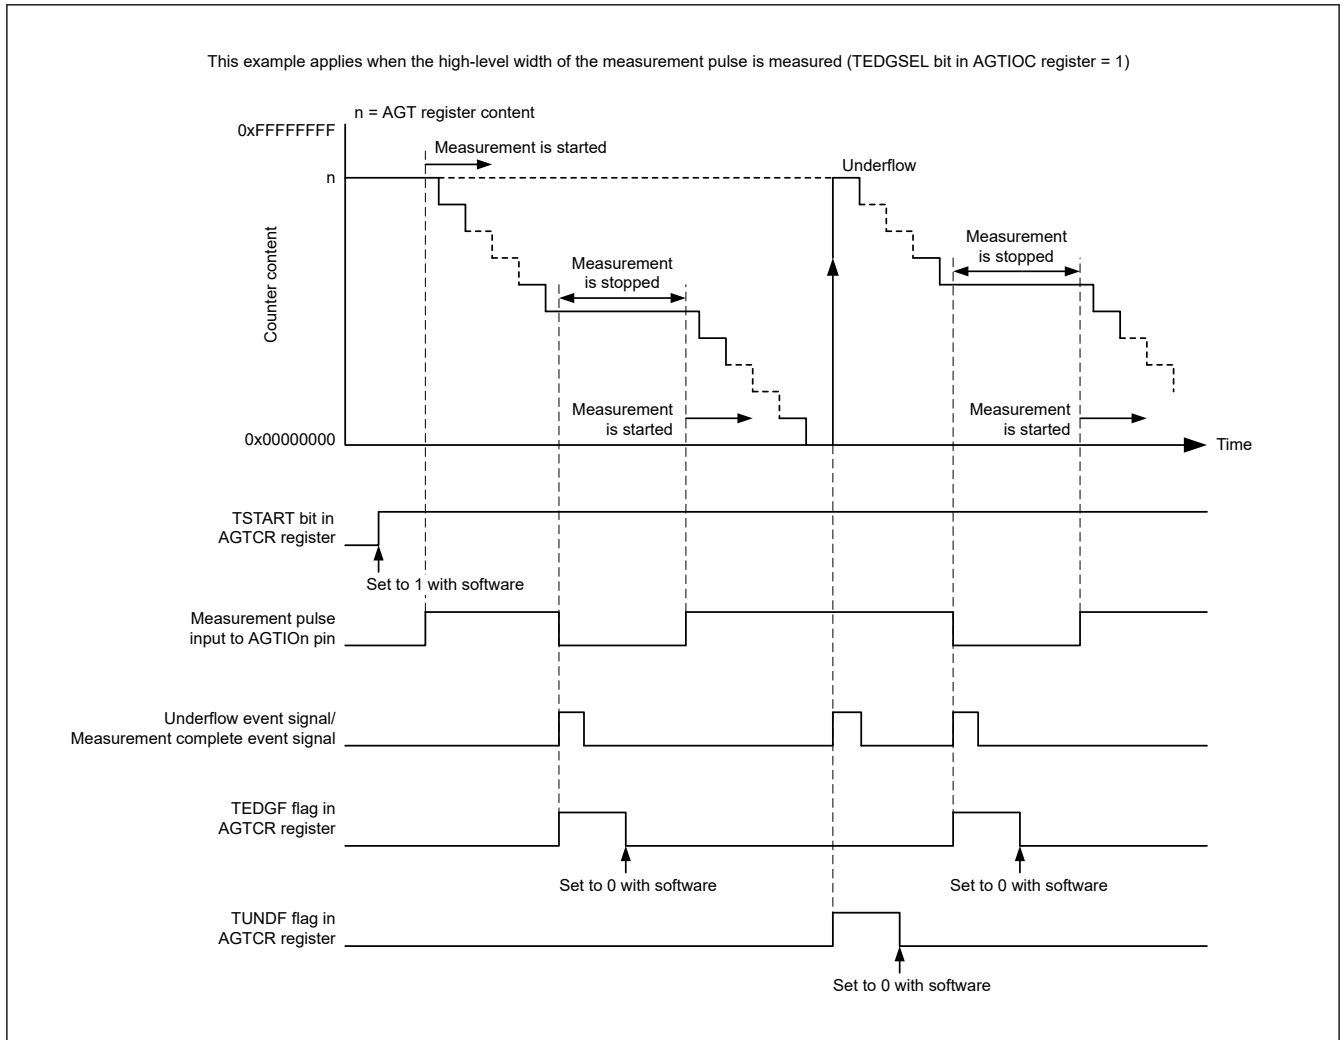 This example applies when the high-level width of the measurement pulse is measured (TEDGSEL bit in AGTIOC register = 1)
n = AGT register content
0xFFFFFFFF
Measurement is started
Underflow
n
Counter content
Measurement
is stopped
Measurement
is stopped
Measurement
is started
Measurement
is started
0x00000000
Time
TSTART bit in
AGTCR register
Set to 1 with software
Measurement pulse
input to AGTIOn pin
Underflow event signal/
Measurement complete event signal
TEDGF flag in
AGTCR register
Set to 0 with software
Set to 0 with software
TUNDF flag in
AGTCR register
Set to 0 with software